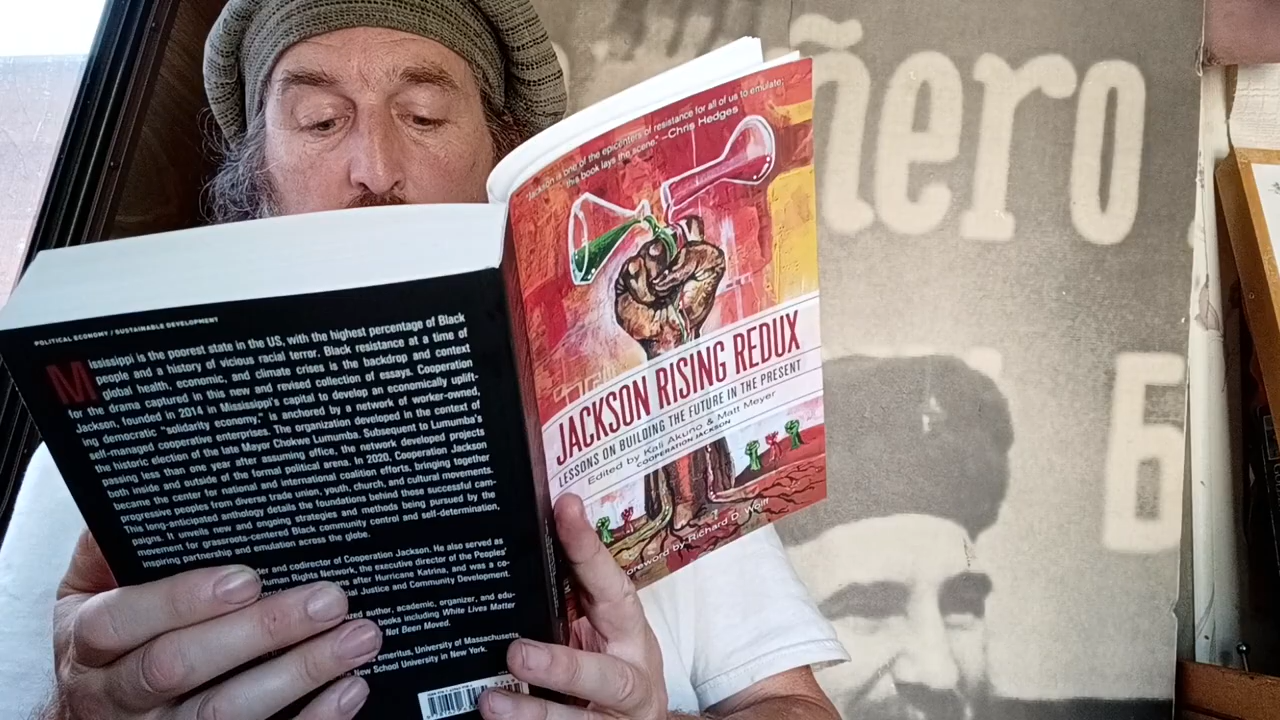 POLITICAL ECONOMY / SUSTAINABLE DEVELOPMENT
Mississippi is the poorest state in the US, with the highest percentage of Black
people and a history of vicious racial terror. Black resistance at a time of
global health, economic, and climate crises is the backdrop and context
for the drama captured in this new and revised collection of essays. Cooperation
Jackson, founded in 2014 in Mississippi's capital to develop an economically uplift-
ing democratic "solidarity economy," is anchored by a network of worker-owned,
self-managed cooperative enterprises. The organization developed in the context of
the historic election of the late Mayor Chokwe Lumumba. Subsequent to Lumumba's
passing less than one year after assuming office, the network developed projects
both inside and outside of the formal political arena. In 2020, Cooperation Jackson
became the center for national and international coalition efforts, bringing together
progressive peoples from diverse trade union, youth, church, and cultural movements.
This long-anticipated anthology details the foundations behind those successful cam-
paigns. It unveils new and ongoing strategies and methods being pursued by the
movement for grassroots-centered Black community control and self-determination,
inspiring partnership and emulation across the globe.
der and codirector of Cooperation Jackson. He also served as
Human Rights Network, the executive director of the Peoples'
ans after Hurricane Katrina, and was a co-
cial Justice and Community Development.
ized author, academic, organizer, and edu-
books including White Lives Matter
Not Been Moved.
emeritus, University of Massachusetts,
New School University in New York.
"Jackson is one of the epicenters of resistance for all of us to emulate;
this book lays the scene." —Chris Hedges
JACKSON RISING REDUX
LESSONS ON BUILDING THE FUTURE IN THE PRESENT
Edited by Kali Akuno & Matt Meyer
COOPERATION JACKSON
oreword by Richard D. Wolff
ñero
6